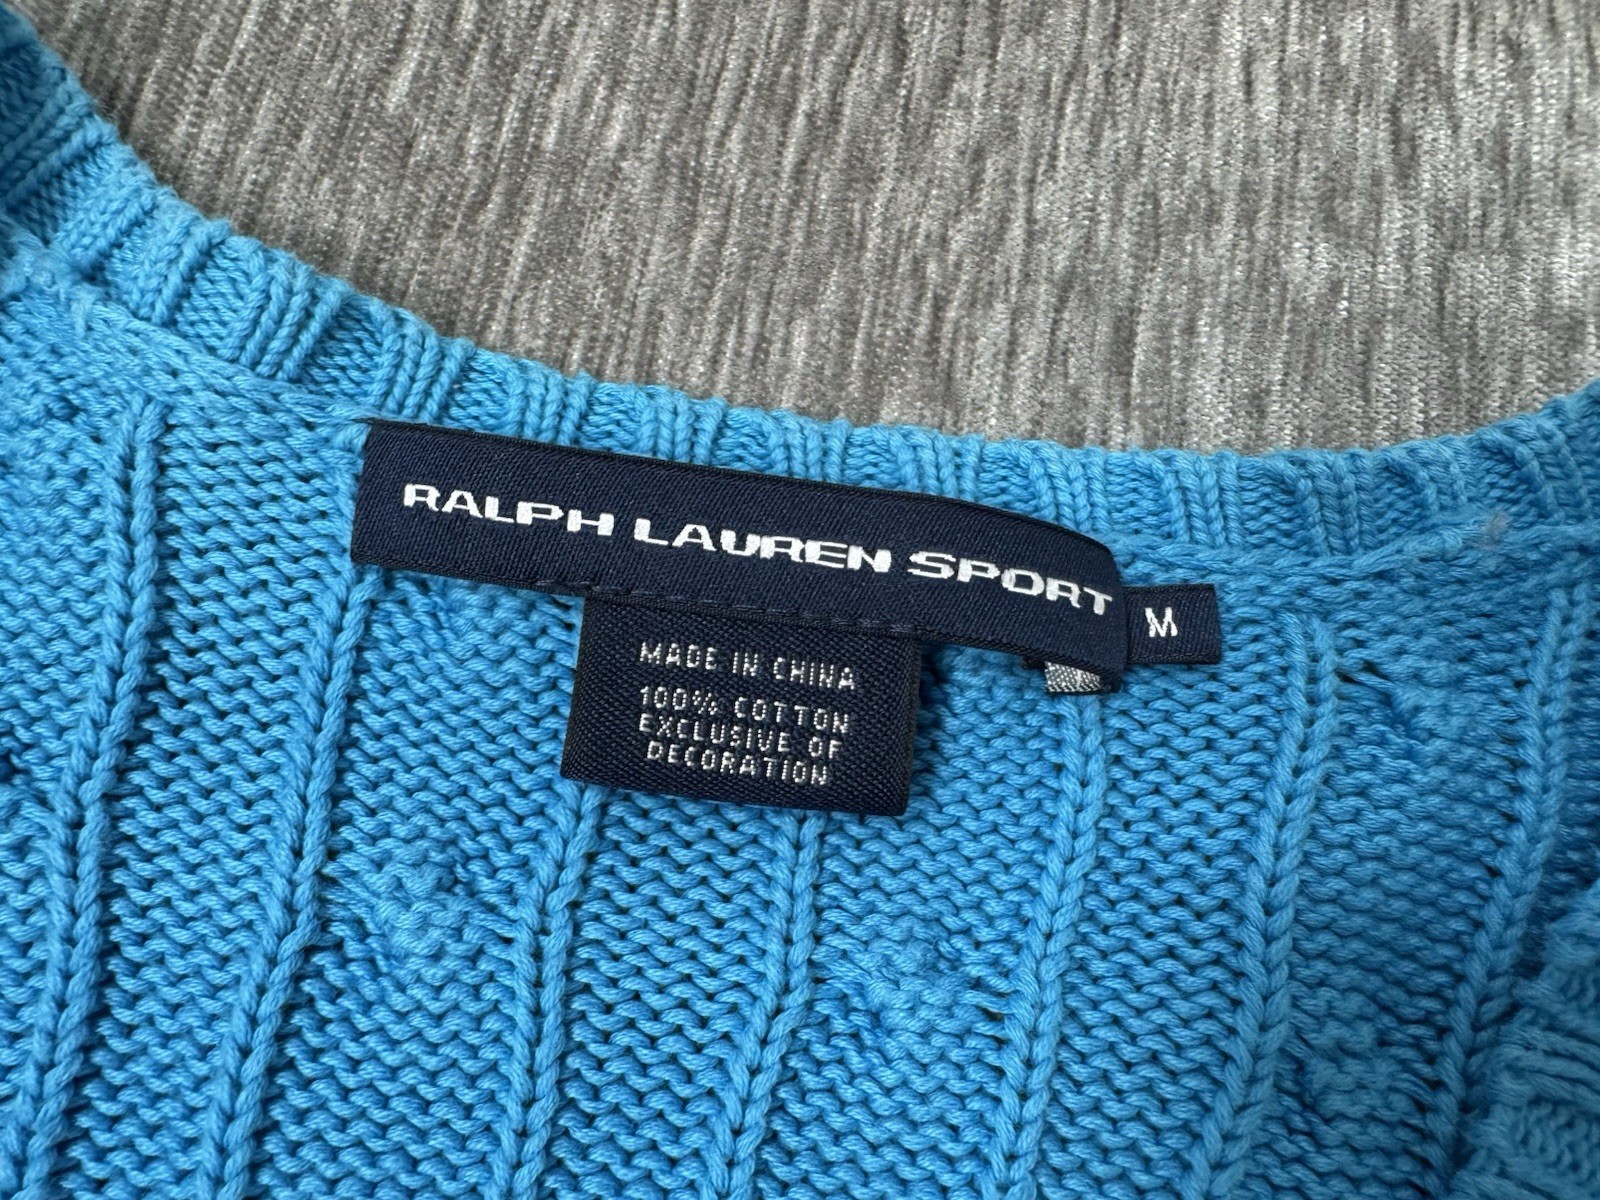 RALPH LAUREN SPORT
M
MADE IN CHINA
100% COTTON
EXCLUSIVE OF
DECORATION